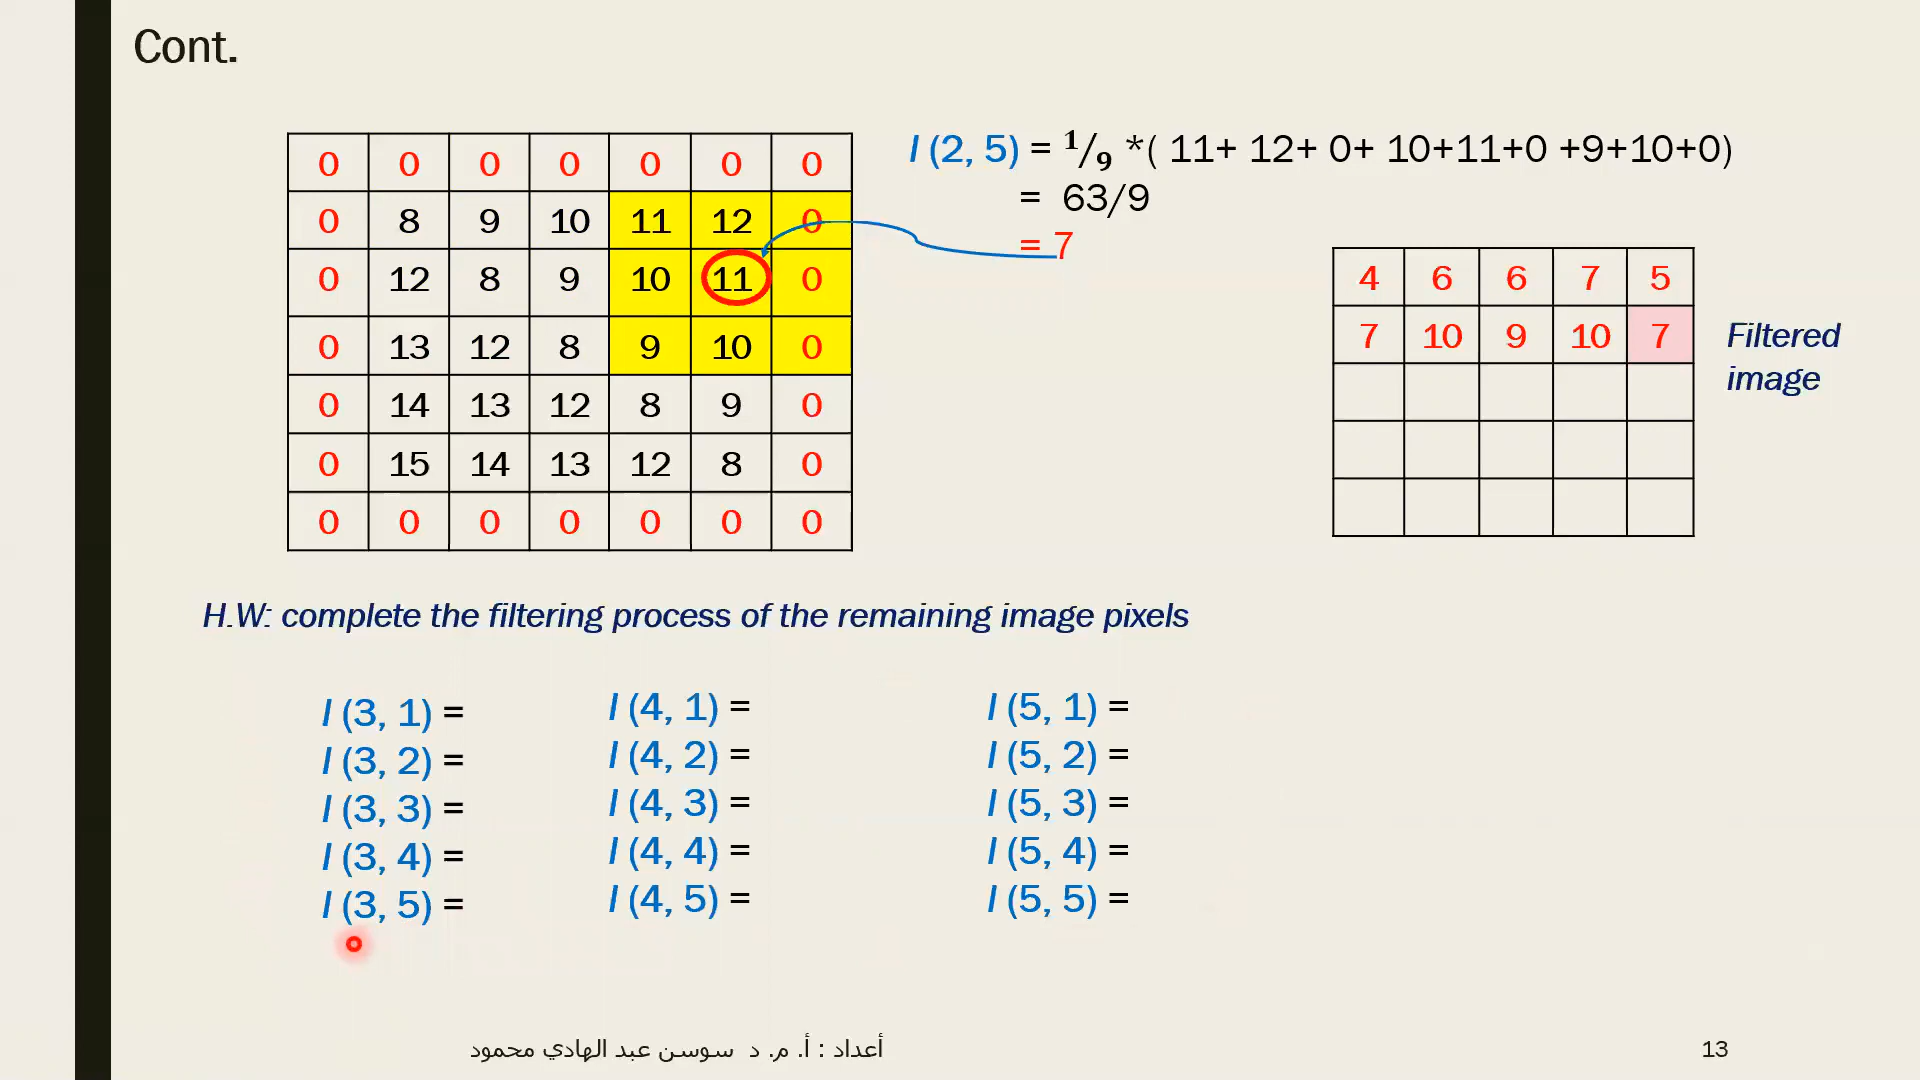 Cont.
0 0 0 0 0 0 0
0 8 9 10 11 12 0
0 12 8 9 10 11 0
0 13 12 8 9 10 0
0 14 13 12 8 9 0
0 15 14 13 12 8 0
0 0 0 0 0 0 0
I (2, 5) = 1/9 *( 11+ 12+ 0+ 10+11+0 +9+10+0)
= 63/9
= 7
4 6 6 7 5
7 10 9 10 7
Filtered
image
H.W: complete the filtering process of the remaining image pixels
I (3, 1) =
I (3, 2) =
I (3, 3) =
I (3, 4) =
I (3, 5) =
I (4, 1) =
I (4, 2) =
I (4, 3) =
I (4, 4) =
I (4, 5) =
I (5, 1) =
I (5, 2) =
I (5, 3) =
I (5, 4) =
I (5, 5) =
أعداد : أ. م. د سوسن عبد الهادي محمود
13